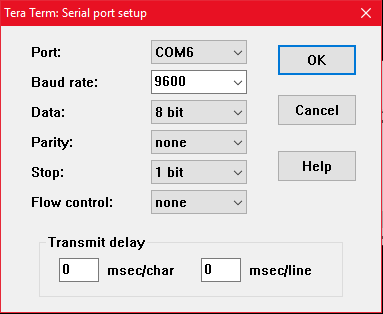 Tera Term: Serial port setup
Port: COM6 OK
Baud rate: 9600
Data: 8 bit Cancel
Parity: none
Stop: 1 bit Help
Flow control: none
Transmit delay
0 msec/char 0 msec/line